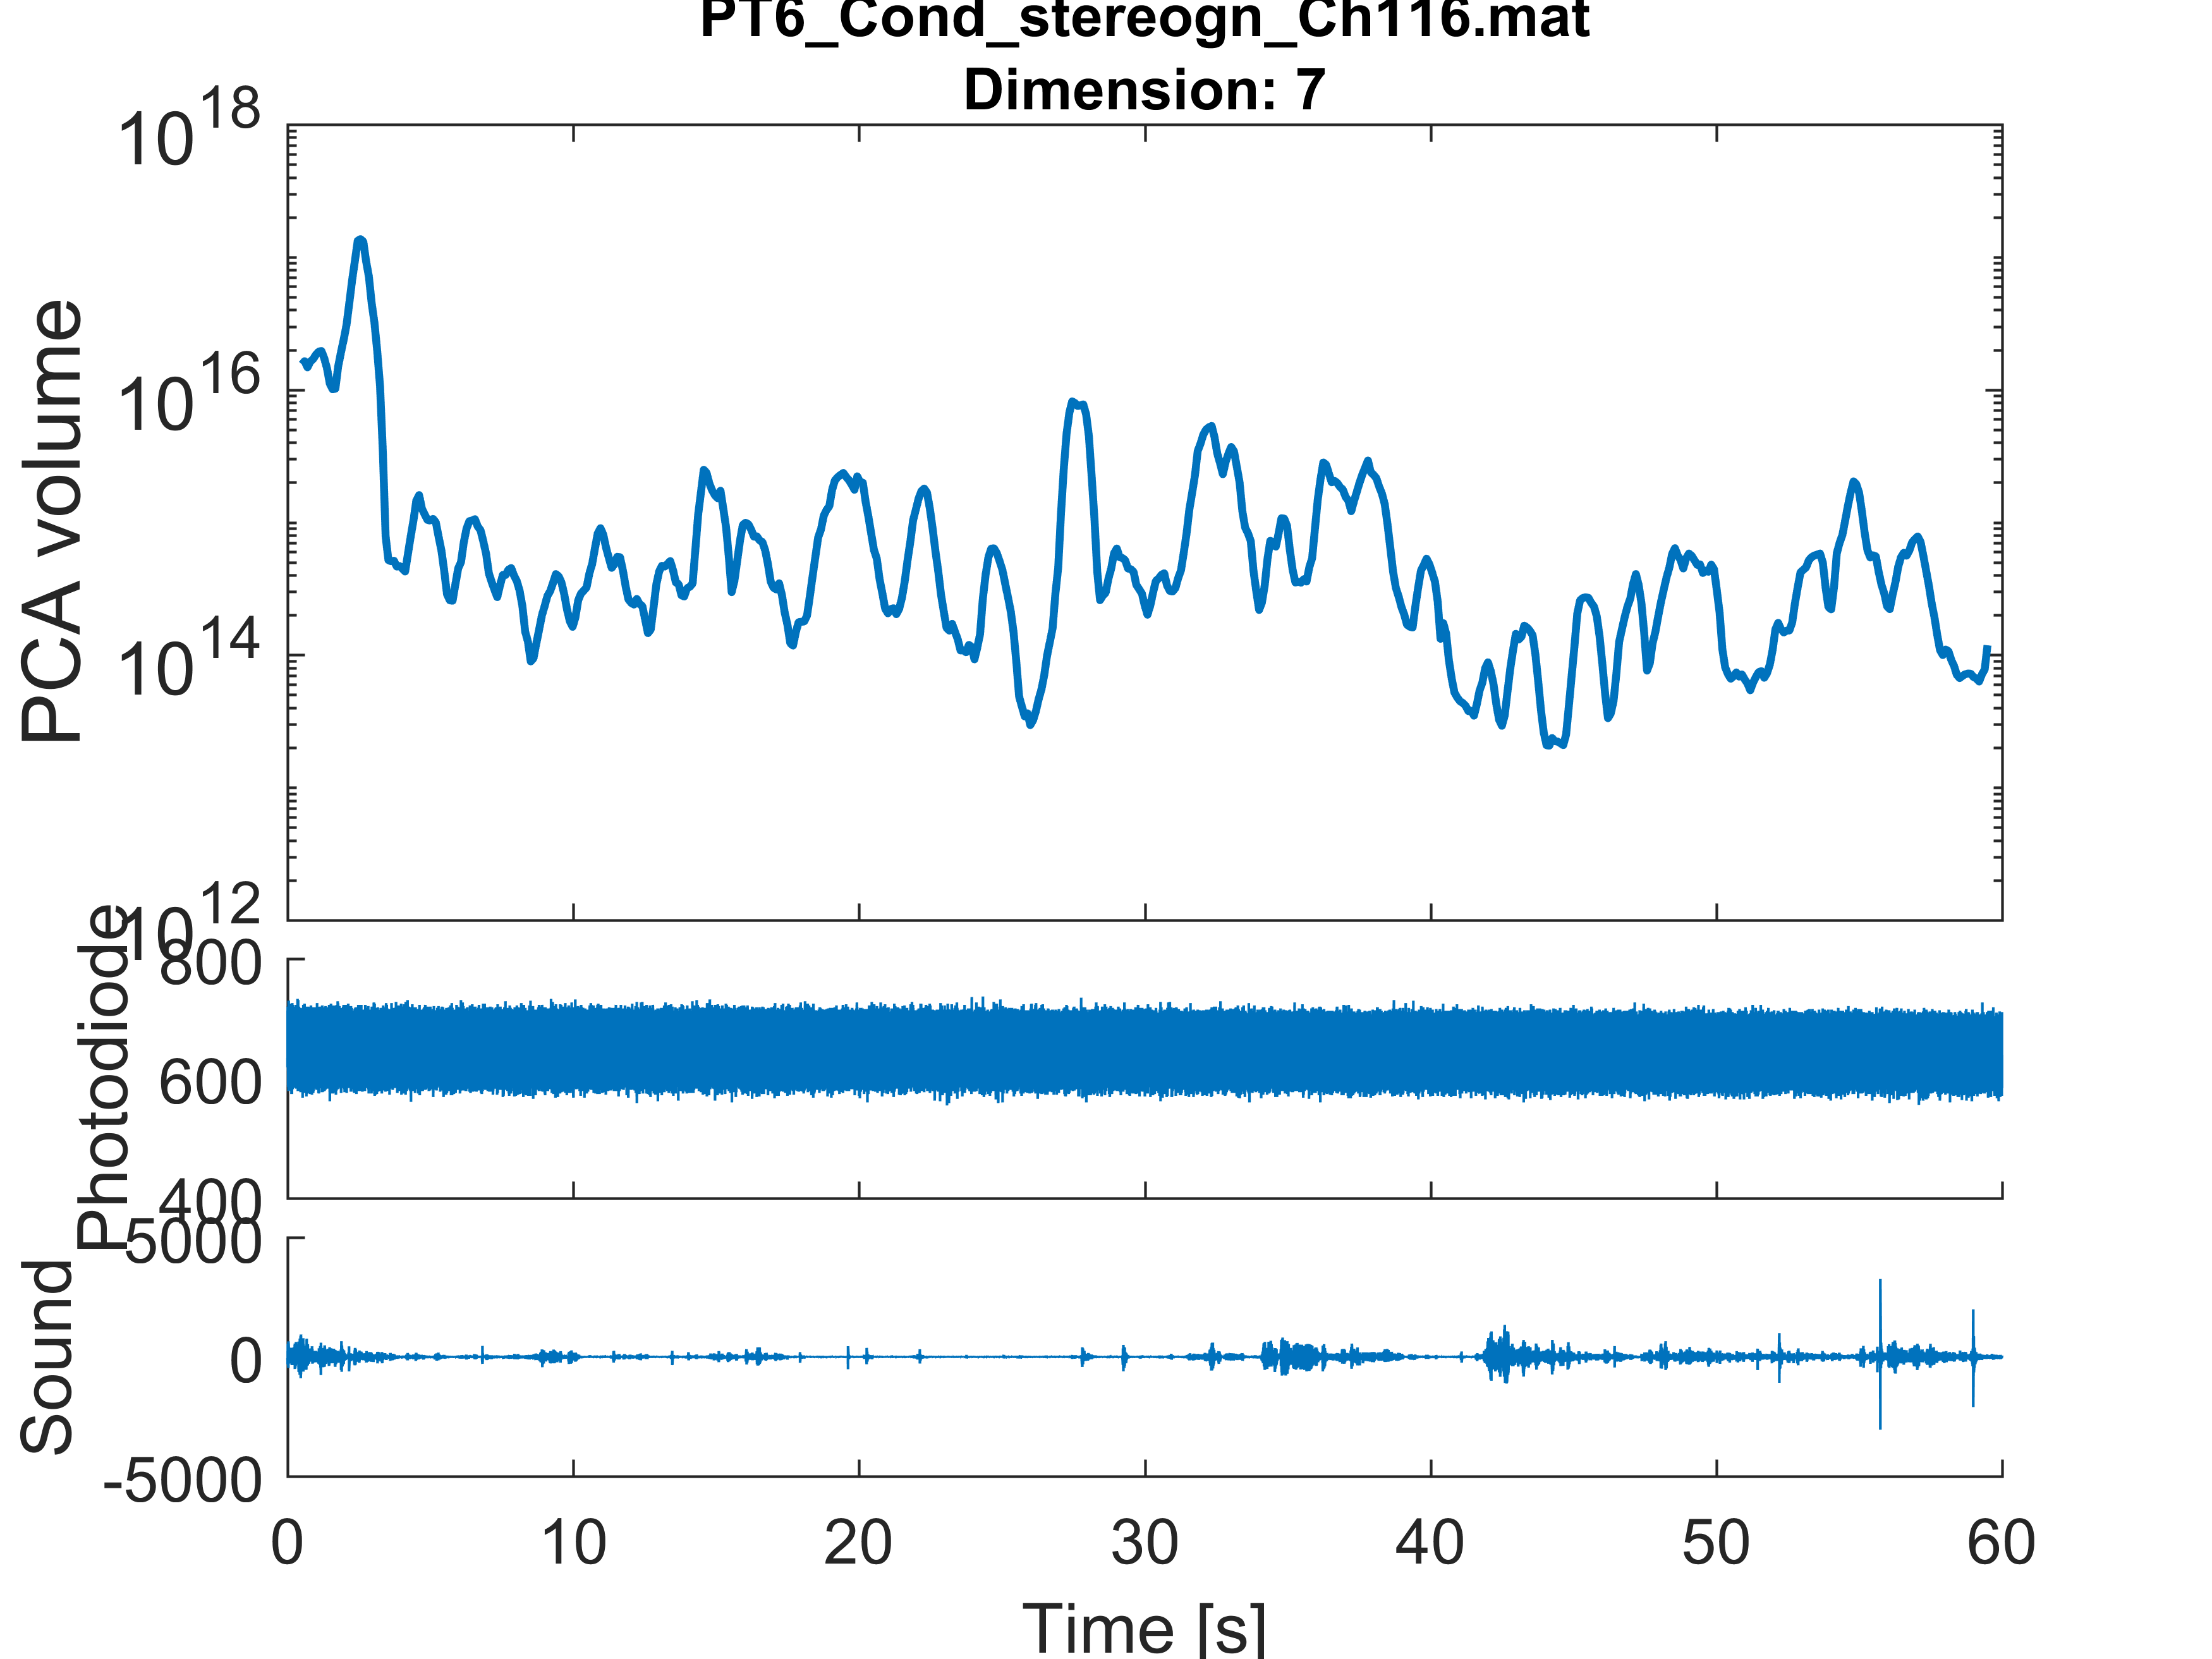 PT6_Cond_stereogn_Ch116.mat
Dimension: 7
10^18
10^16
10^14
10^12
PCA volume
800
600
400
Photodiode
5000
0
-5000
Sound
0 10 20 30 40 50 60
Time [s]